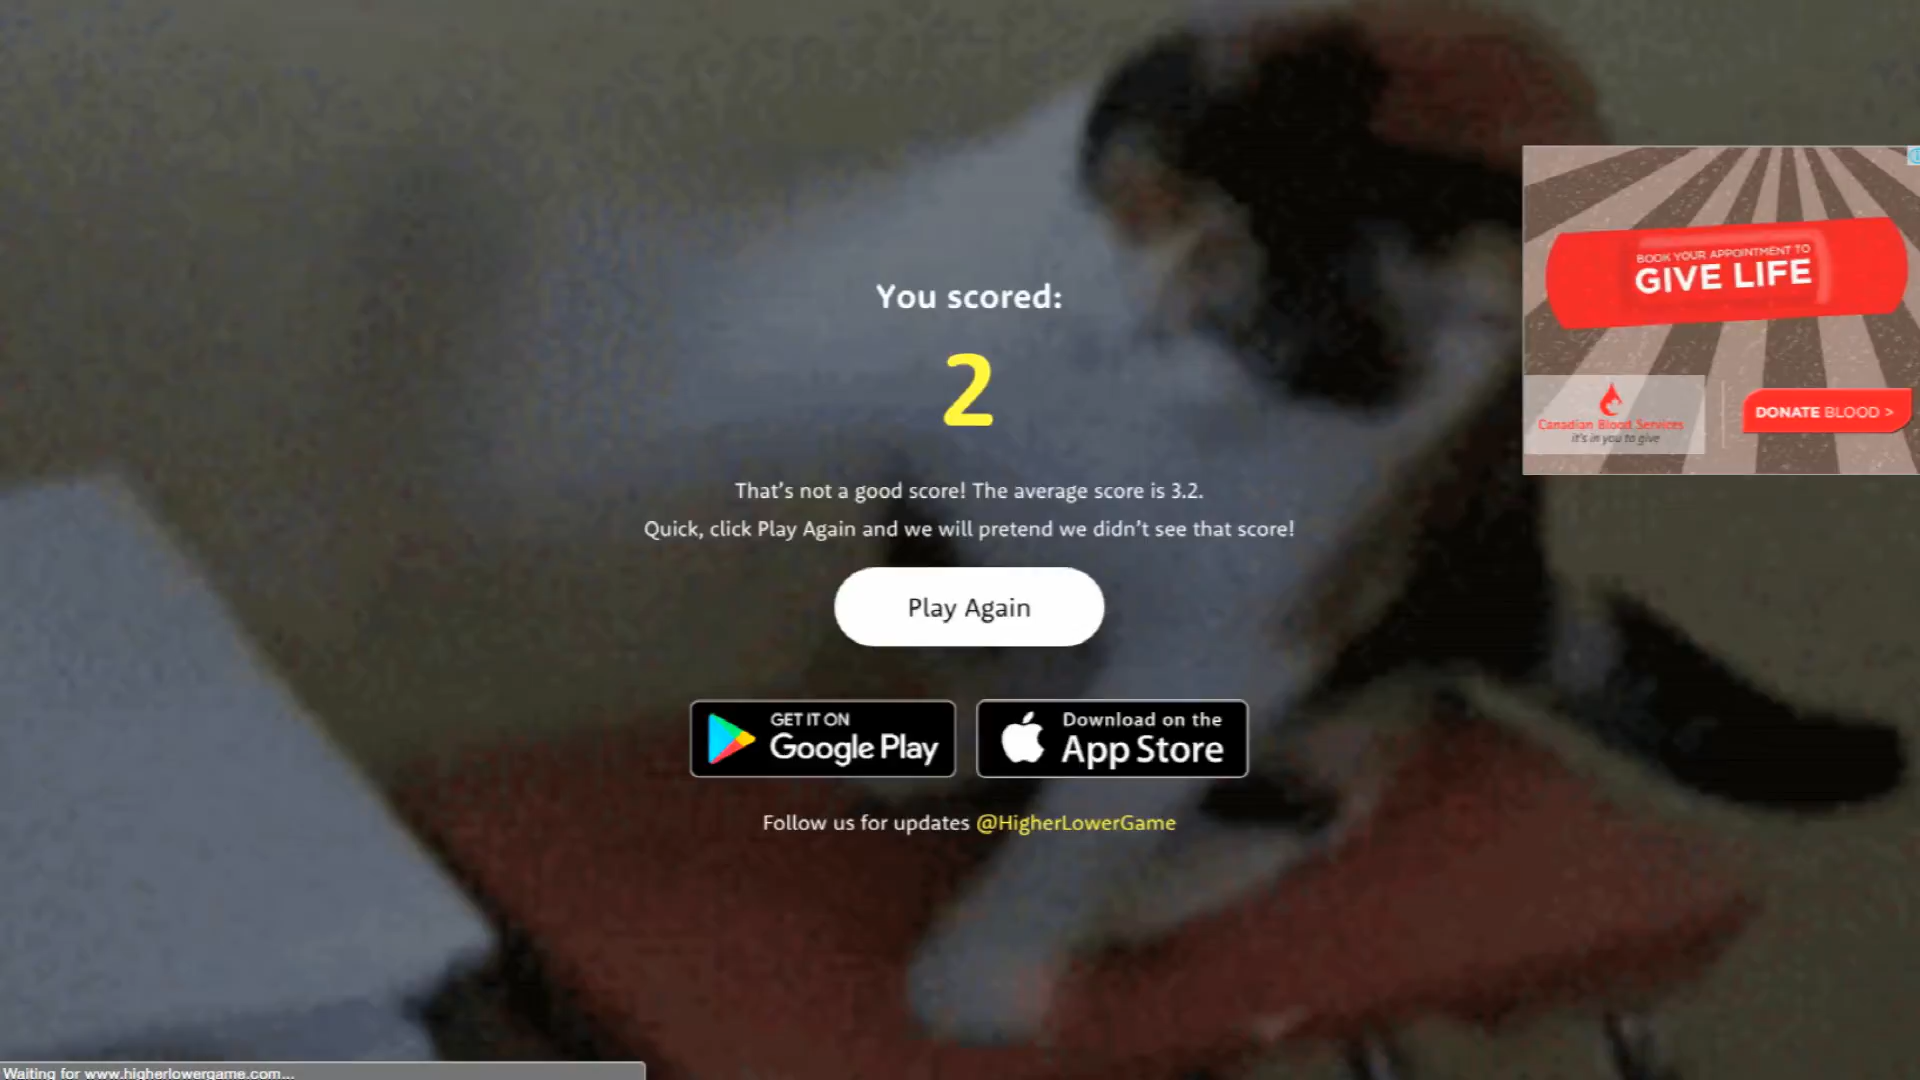 You scored:
2
That's not a good score! The average score is 3.2.
Quick, click Play Again and we will pretend we didn't see that score!
Play Again
GET IT ON
Google Play
Download on the
App Store
Follow us for updates @HigherLowerGame
BOOK YOUR APPOINTMENT TO
GIVE LIFE
Canadian Blood Services
it's in you to give
DONATE BLOOD >
Waiting for www.higherlowergame.com...